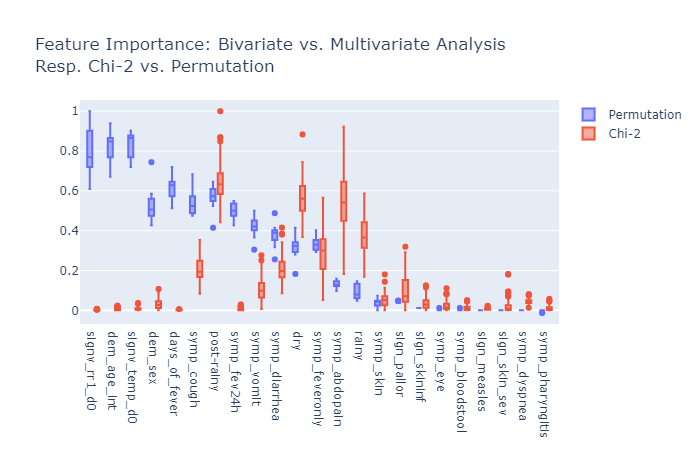 Feature Importance: Bivariate vs. Multivariate Analysis
Resp. Chi-2 vs. Permutation
Permutation
Chi-2
1
0.8
0.6
0.4
0.2
0
signv_rr1_d0
dem_age_int
signv_temp_d0
dem_sex
days_of_fever
symp_cough
post-rainy
symp_fev24h
symp_vomit
symp_diarrhea
dry
symp_feveronly
symp_abdopain
rainy
symp_skin
sign_pallor
sign_skininf
symp_eye
symp_bloodstool
sign_measles
sign_skin_sev
symp_dyspnea
symp_pharyngitis